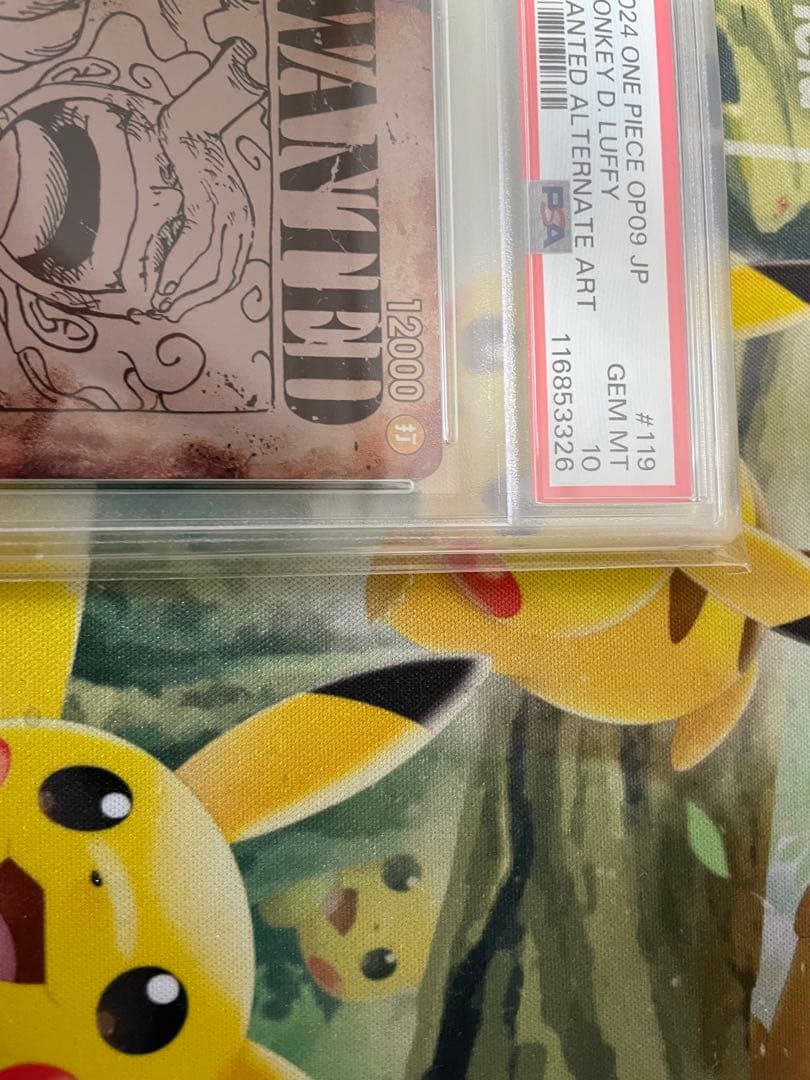 024 ONE PIECE OP09 JP
ONKEY D. LUFFY
ANTED ALTERNATE ART
#119
GEM MT
10
116853326
PSA
WANTED
12000
打